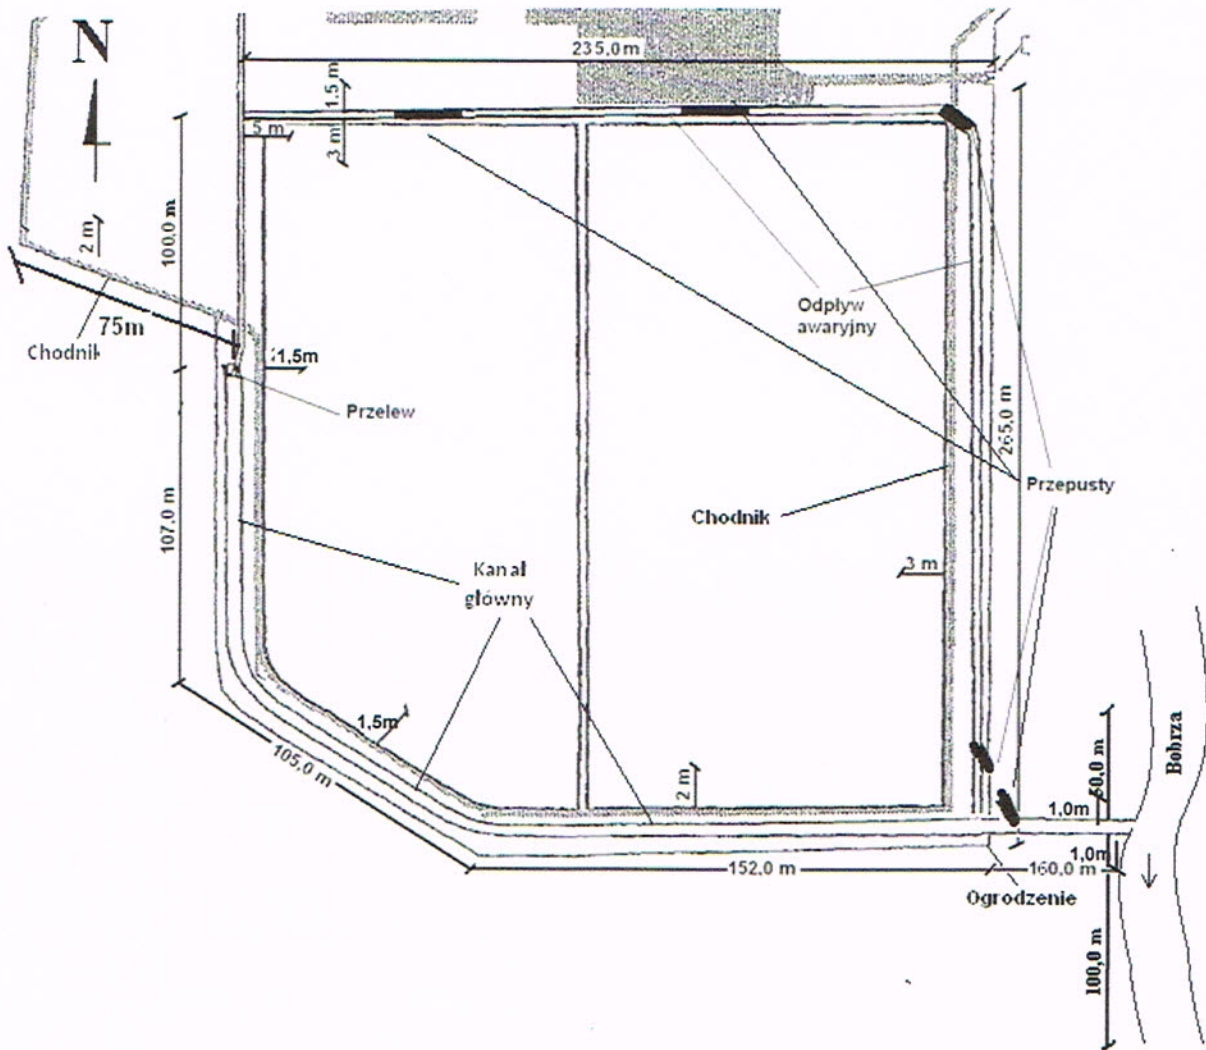 N
235,0m
1.5 m
5 m
3 m
100,0 m
2 m
75m
Chodnik
Odpływ
awaryjny
1,5m
Przelew
265,0 m
Przepusty
Chodnik
107,0 m
Kanał
główny
3 m
1,5m
105,0 m
2 m
50,0 m
Bobrza
1,0m
1,0m
152,0 m
160,0 m
Ogrodzenie
100,0 m